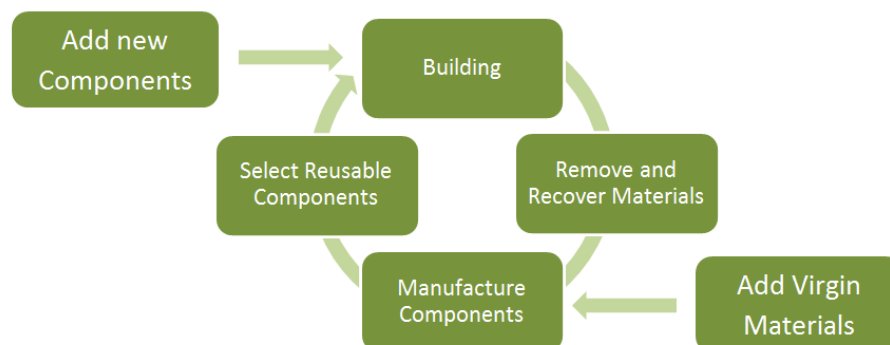 Add new
Components
Building
Select Reusable
Components
Remove and
Recover Materials
Manufacture
Components
Add Virgin
Materials